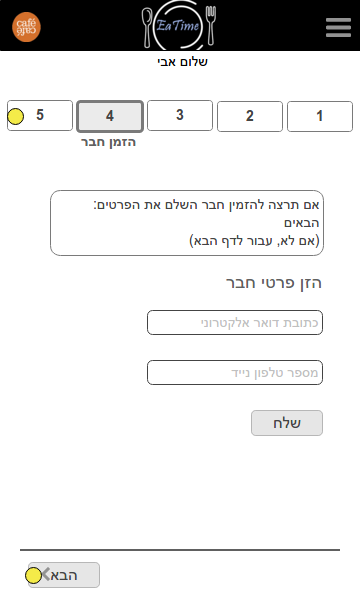 café
café
EaTime
שלום אבי
1
2
3
4
5
הזמן חבר
אם תרצה להזמין חבר השלם את הפרטים:
הבאים
(אם לא, עבור לדף הבא)
הזן פרטי חבר
כתובת דואר אלקטרוני
מספר טלפון נייד
שלח
הבא